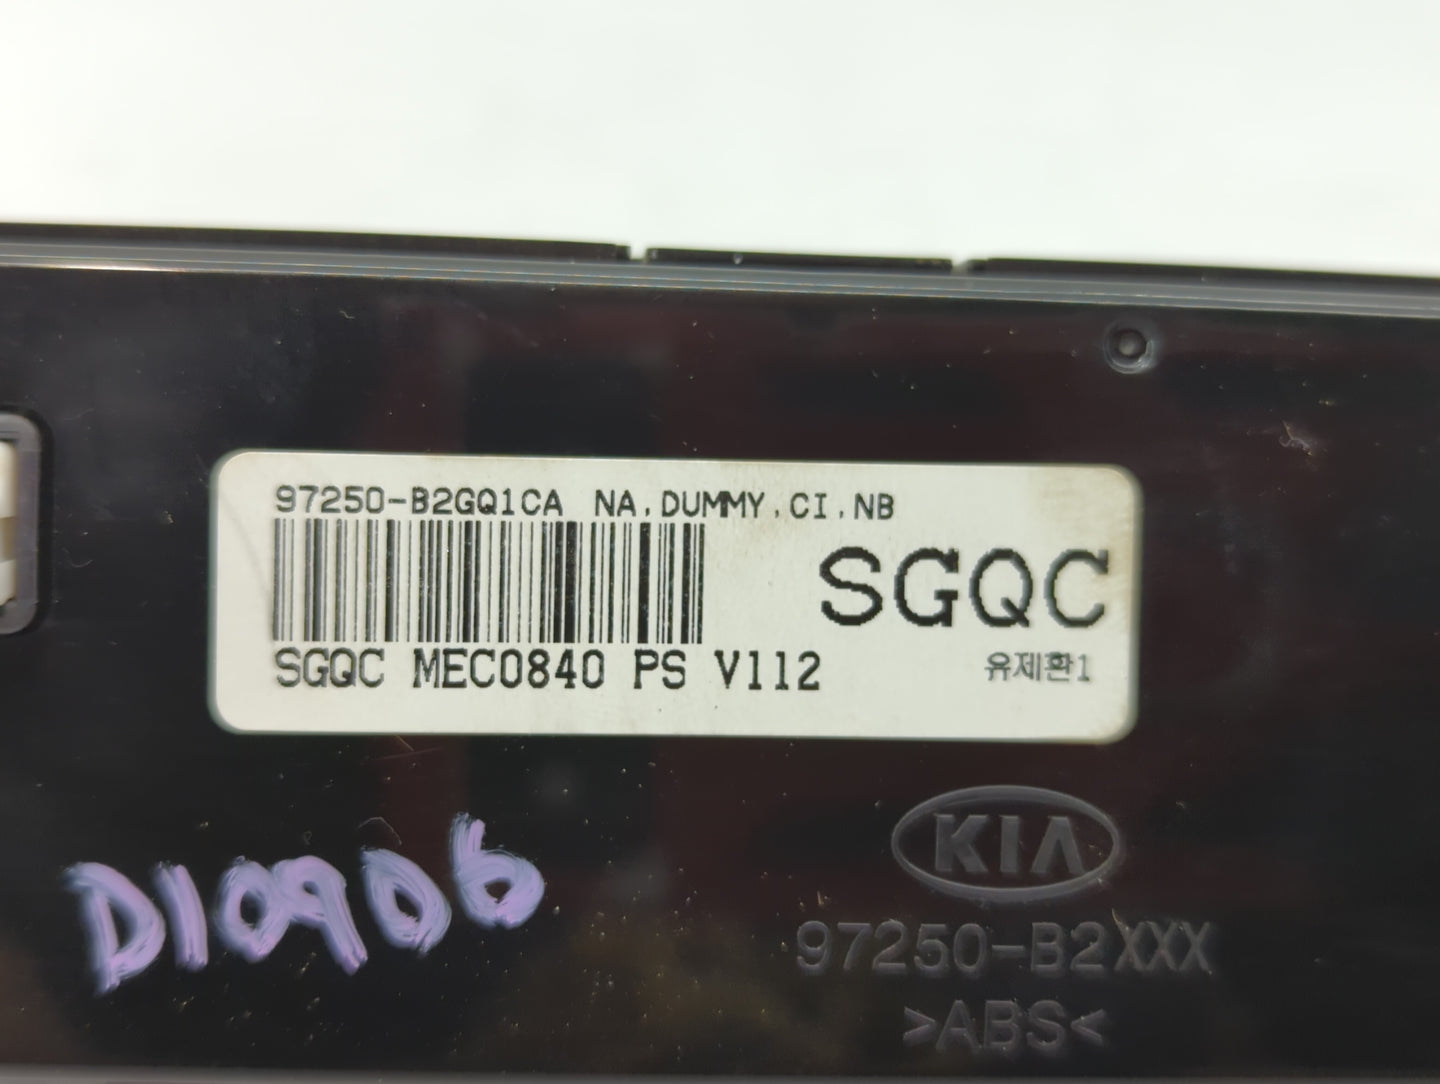 97250-B2GQ1CA NA.DUMMY.CI.NB
SGQC
SGQC MEC0840 PS V112
유제환1
KIA
D10906
97250-B2XXX
>ABS<